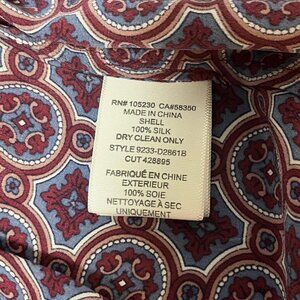 RN# 105230 CA#58350
MADE IN CHINA
SHELL
100% SILK
DRY CLEAN ONLY
STYLE 9233-D2861B
CUT 428895
FABRIQUÉ EN CHINE
EXTERIEUR
100% SOIE
NETTOYAGE À SEC
UNIQUEMENT